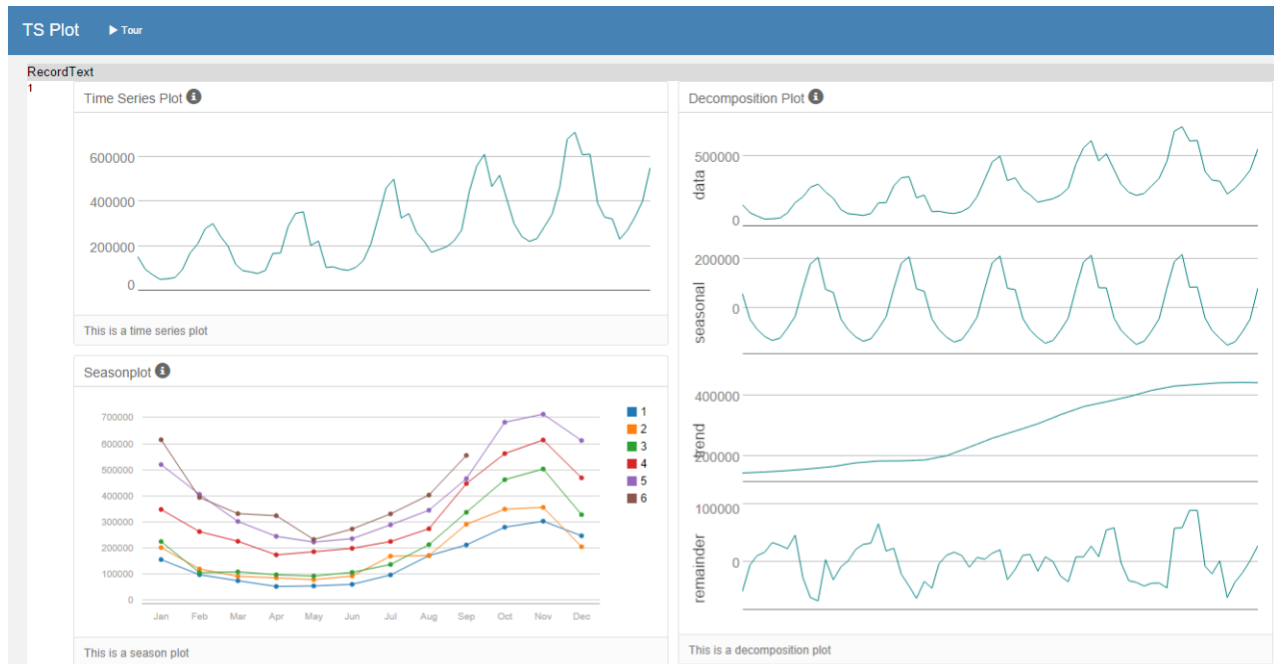 TS Plot Tour
RecordText
1
Time Series Plot
600000
400000
200000
0
This is a time series plot
Seasonplot
700000
600000
500000
400000
300000
200000
100000
0
Jan Feb Mar Apr May Jun Jul Aug Sep Oct Nov Dec
1
2
3
4
5
6
This is a season plot
Decomposition Plot
500000
0
data
200000
0
seasonal
400000
200000
trend
100000
0
remainder
This is a decomposition plot